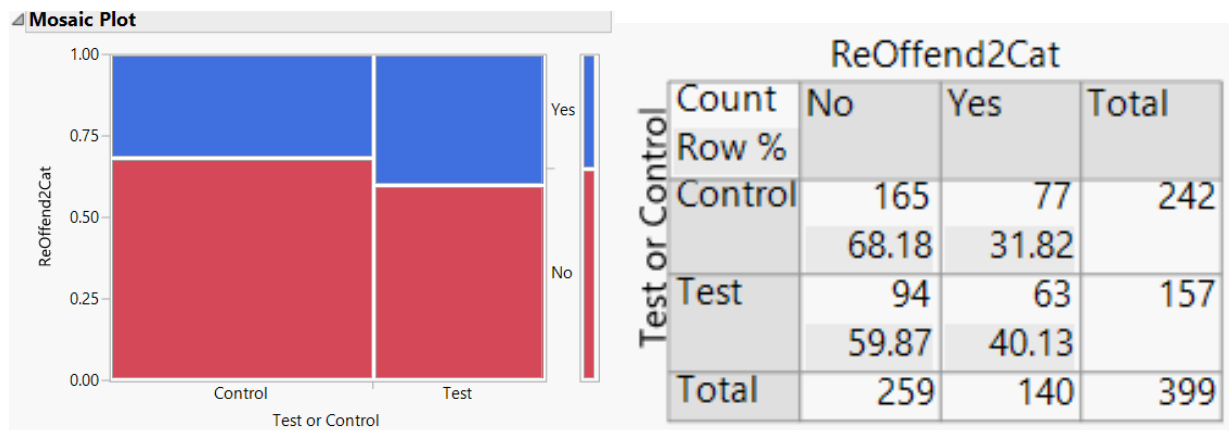 Mosaic Plot
1.00
0.75
0.50
0.25
0.00
ReOffend2Cat
Yes
No
Control Test
Test or Control
ReOffend2Cat
Test or Control
Count No Yes Total
Row %
Control 165 77 242
68.18 31.82
Test 94 63 157
59.87 40.13
Total 259 140 399